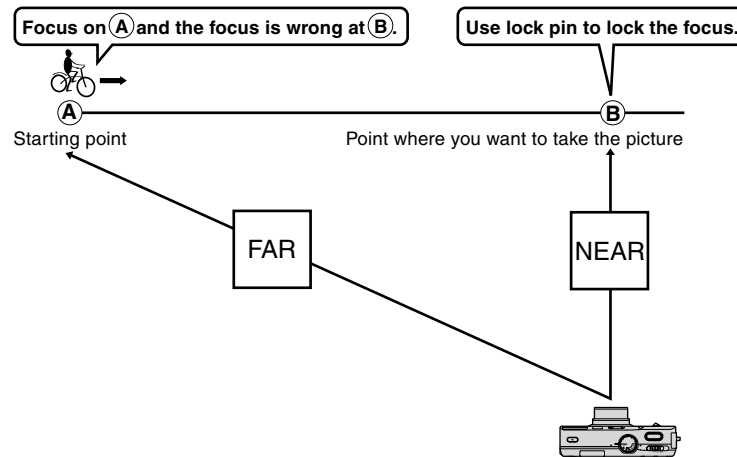 Focus on Ⓐ and the focus is wrong at Ⓑ.
Use lock pin to lock the focus.
A
B
Starting point
Point where you want to take the picture
FAR
NEAR